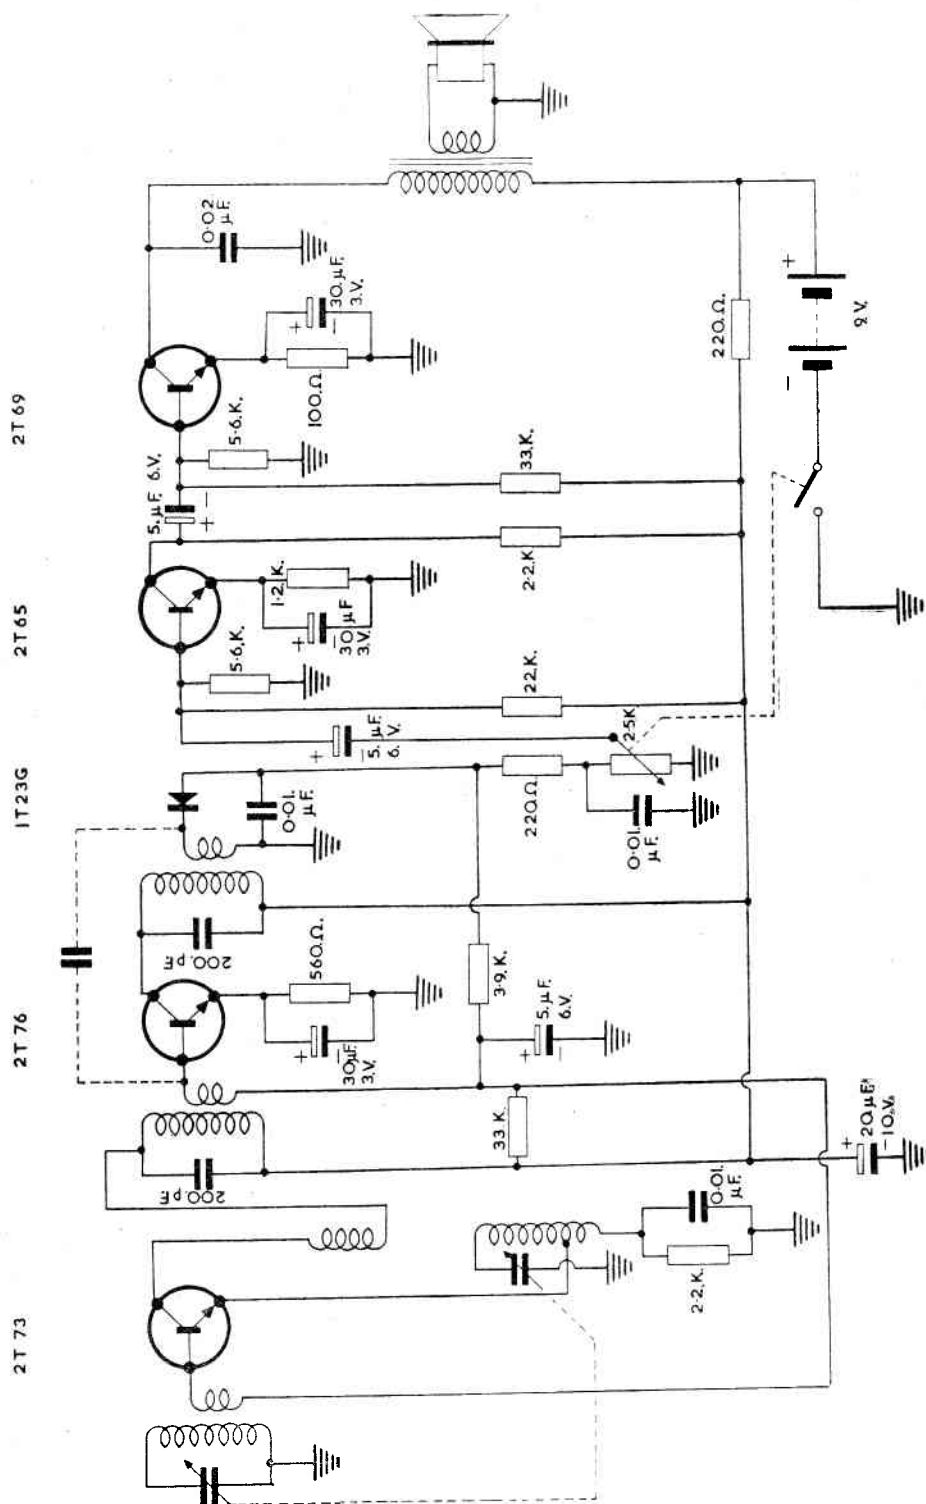 2T73
2T76
1T23G
2T65
2T69
200.pF.
200.pF.
2·2.K.
0·01.
μF.
33 K.
20 μF.
+
-10.V.
30μF.
3.V.
+
-
560.Ω.
3·9.K.
5.μF.
6.V.
+
-
0·01.
μF.
220Ω.
0·01.
μF.
2·5K
5.μF.
6.V.
+
-
22.K.
5·6.K.
30.μF
3.V.
+
-
1·2.K.
2·2.K
5.μF. 6.V.
+ -
33.K.
5·6.K.
100.Ω.
30.μF.
3.V.
+
-
0·02.
μF.
220.Ω.
+
-
9.V.